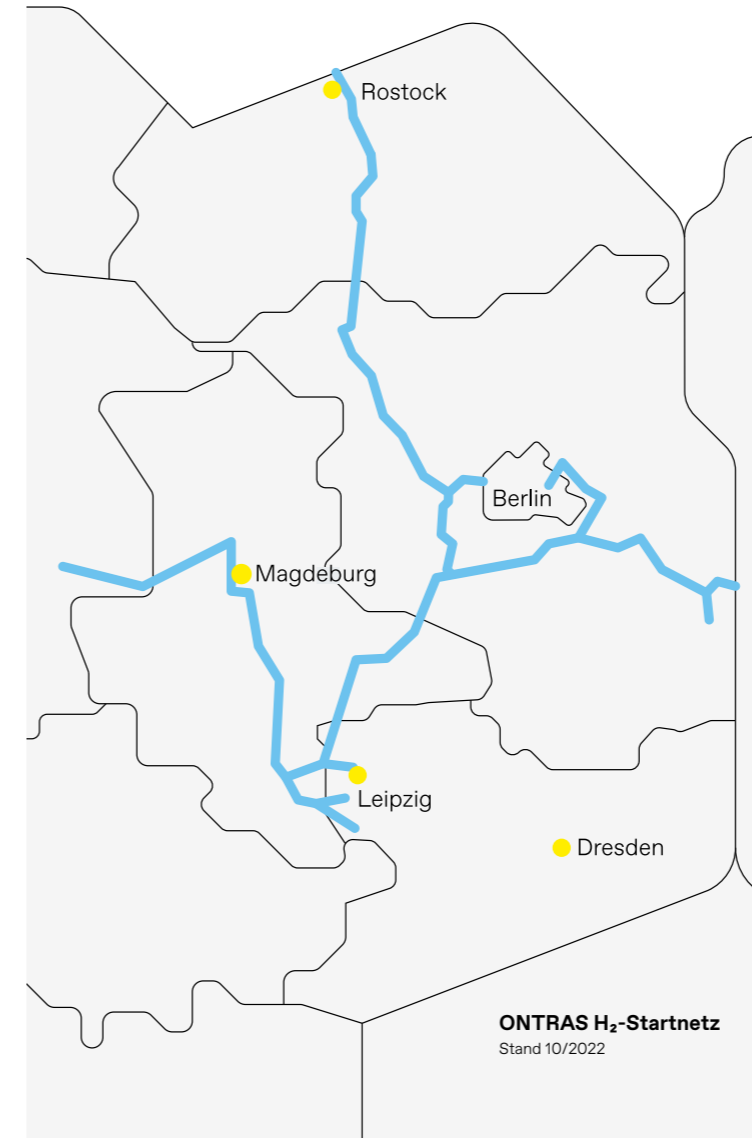 Rostock
Berlin
Magdeburg
Leipzig
Dresden
ONTRAS H₂-Startnetz
Stand 10/2022